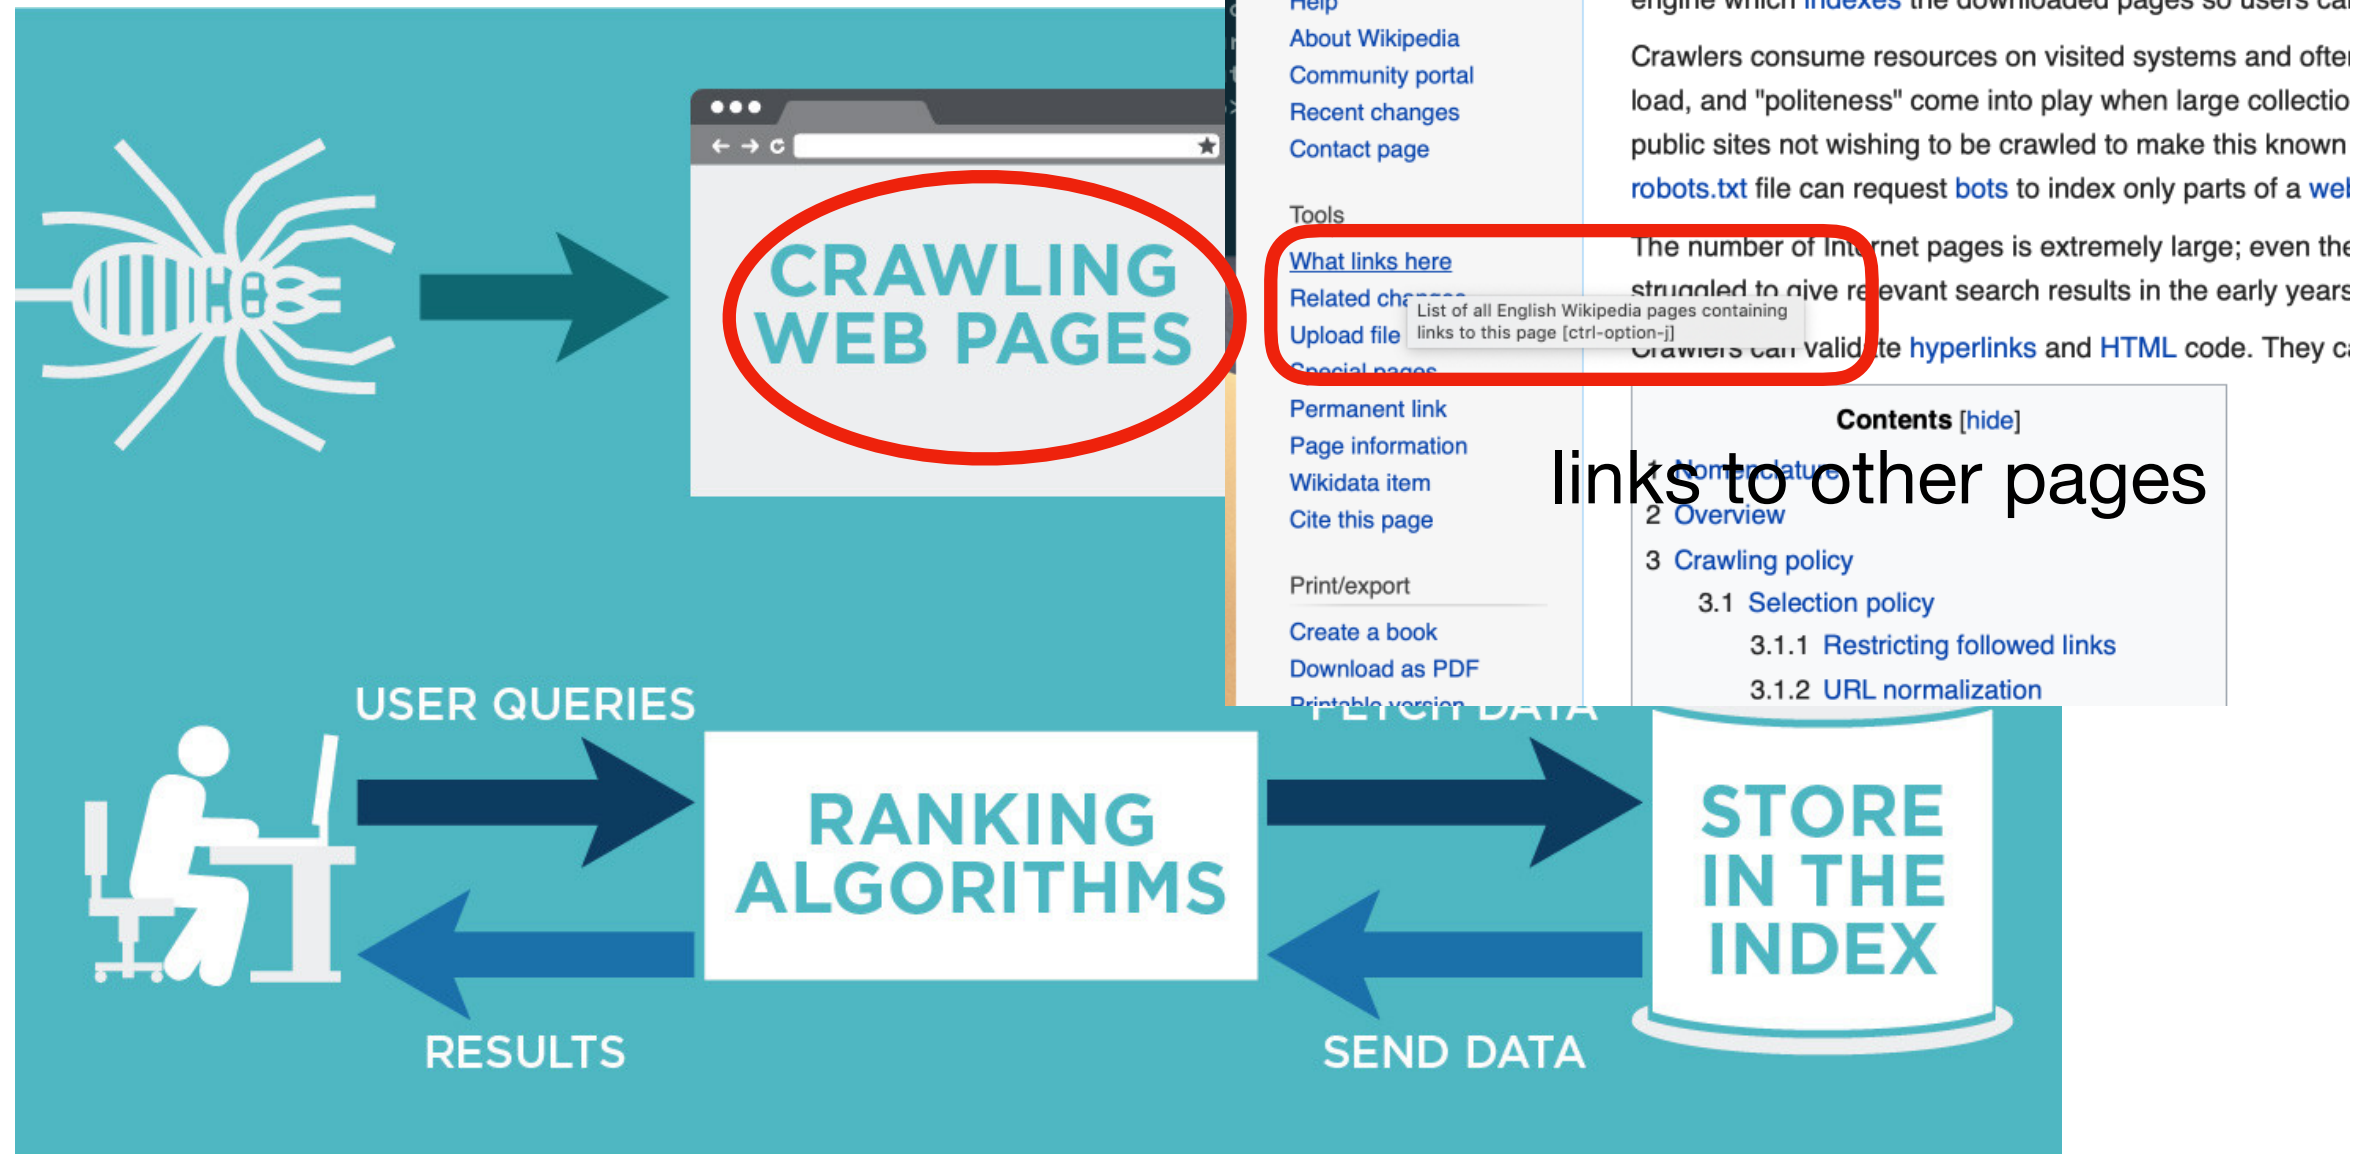 CRAWLING
WEB PAGES
Help
About Wikipedia
Community portal
Recent changes
Contact page
Tools
What links here
Related changes
Upload file
Special pages
Permanent link
Page information
Wikidata item
Cite this page
Print/export
Create a book
Download as PDF
Printable version
List of all English Wikipedia pages containing
links to this page [ctrl-option-j]
engine which indexes the downloaded pages so users
Crawlers consume resources on visited systems and
load, and "politeness" come into play when large
public sites not wishing to be crawled to make this known
robots.txt file can request bots to index only parts of a
The number of Internet pages is extremely large; even the
struggled to give relevant search results in the early years
Crawlers can validate hyperlinks and HTML code. They
Contents [hide]
1 Nomenclature
links to other pages
2 Overview
3 Crawling policy
3.1 Selection policy
3.1.1 Restricting followed links
3.1.2 URL normalization
USER QUERIES
FETCH DATA
RANKING
ALGORITHMS
STORE
IN THE
INDEX
RESULTS
SEND DATA